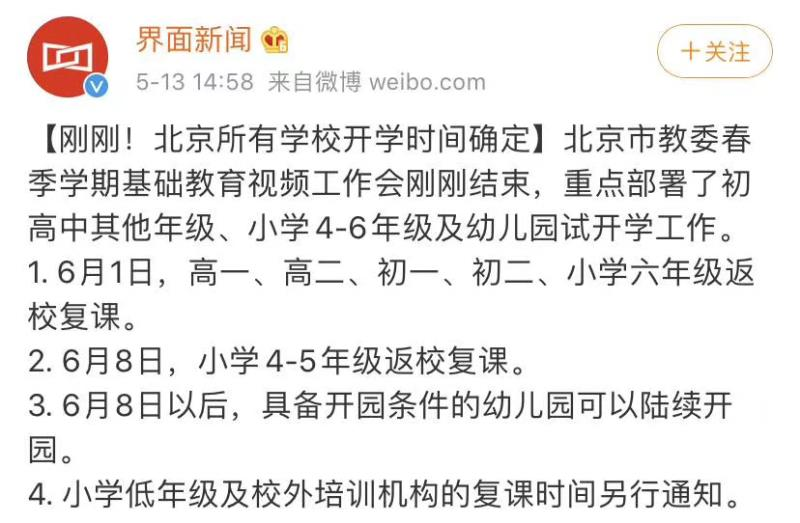 界面新闻
+关注
5-13 14:58 来自微博 weibo.com
【刚刚！北京所有学校开学时间确定】北京市教委春
季学期基础教育视频工作会刚刚结束，重点部署了初
高中其他年级、小学4-6年级及幼儿园试开学工作。
1. 6月1日，高一、高二、初一、初二、小学六年级返
校复课。
2. 6月8日，小学4-5年级返校复课。
3. 6月8日以后，具备开园条件的幼儿园可以陆续开
园。
4. 小学低年级及校外培训机构的复课时间另行通知。